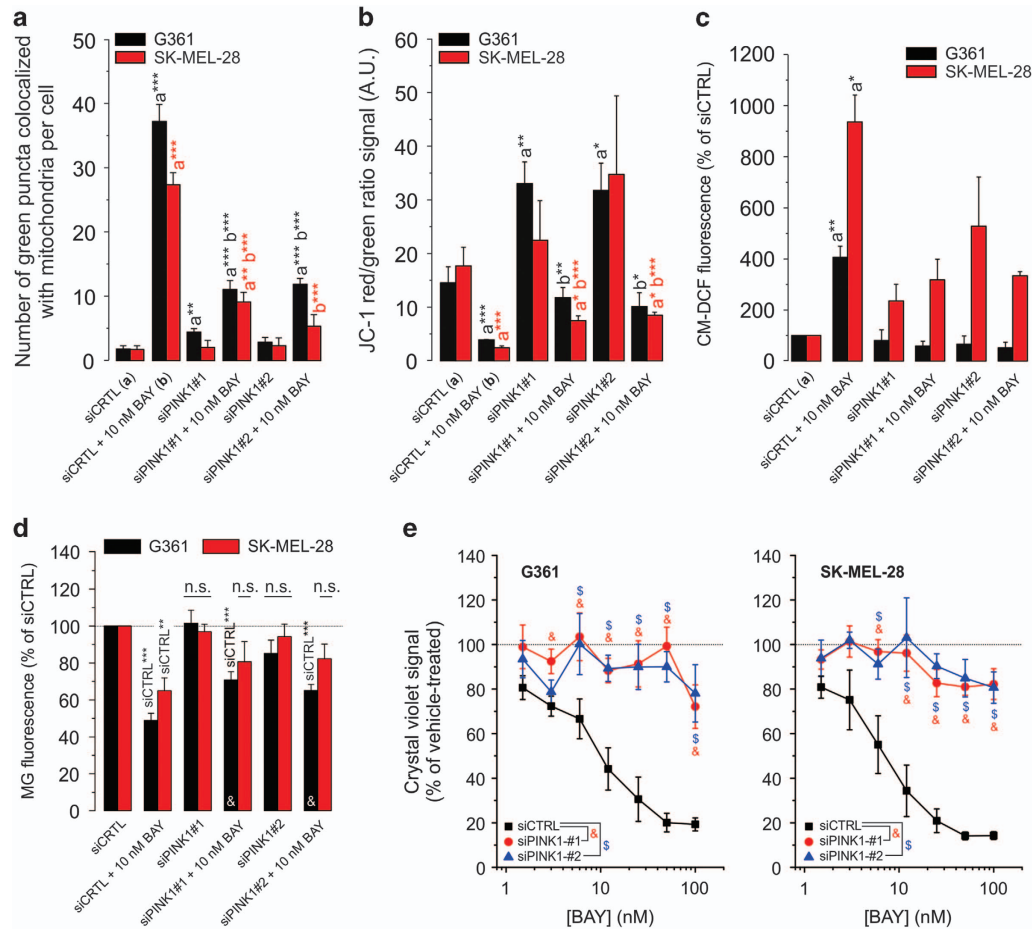 a
Number of green puncta colocalized
with mitochondria per cell
50
40
30
20
10
0
G361
SK-MEL-28
a***
a***
a**
a*** b***
a** b***
a*** b***
b***
siCRTL (a)
siCRTL + 10 nM BAY (b)
siPINK1#1
siPINK1#1 + 10 nM BAY
siPINK1#2
siPINK1#2 + 10 nM BAY
b
JC-1 red/green ratio signal (A.U.)
60
50
40
30
20
10
0
G361
SK-MEL-28
a***
a***
a**
b**
a* b***
a*
b*
a* b***
siCRTL (a)
siCRTL + 10 nM BAY (b)
siPINK1#1
siPINK1#1 + 10 nM BAY
siPINK1#2
siPINK1#2 + 10 nM BAY
c
CM-DCF fluorescence (% of siCTRL)
1200
1000
800
600
400
200
0
G361
SK-MEL-28
a**
a*
siCTRL (a)
siCRTL + 10 nM BAY
siPINK1#1
siPINK1#1 + 10 nM BAY
siPINK1#2
siPINK1#2 + 10 nM BAY
d
MG fluorescence (% of siCTRL)
140
120
100
80
60
40
20
0
G361
SK-MEL-28
siCTRL***
siCTRL**
n.s.
siCTRL***
&
n.s.
n.s.
siCTRL***
&
n.s.
siCRTL
siCRTL + 10 nM BAY
siPINK1#1
siPINK1#1 + 10 nM BAY
siPINK1#2
siPINK1#2 + 10 nM BAY
e
Crystal violet signal
(% of vehicle-treated)
140
120
100
80
60
40
20
0
G361
&
$
&
$
&
$
&
$
&
$
&
siCTRL
siPINK1-#1
siPINK1-#2
&
$
1
10
100
[BAY] (nM)
140
120
100
80
60
40
20
0
SK-MEL-28
$
&
$
&
$
&
$
&
$
&
siCTRL
siPINK1-#1
siPINK1-#2
&
$
1
10
100
[BAY] (nM)